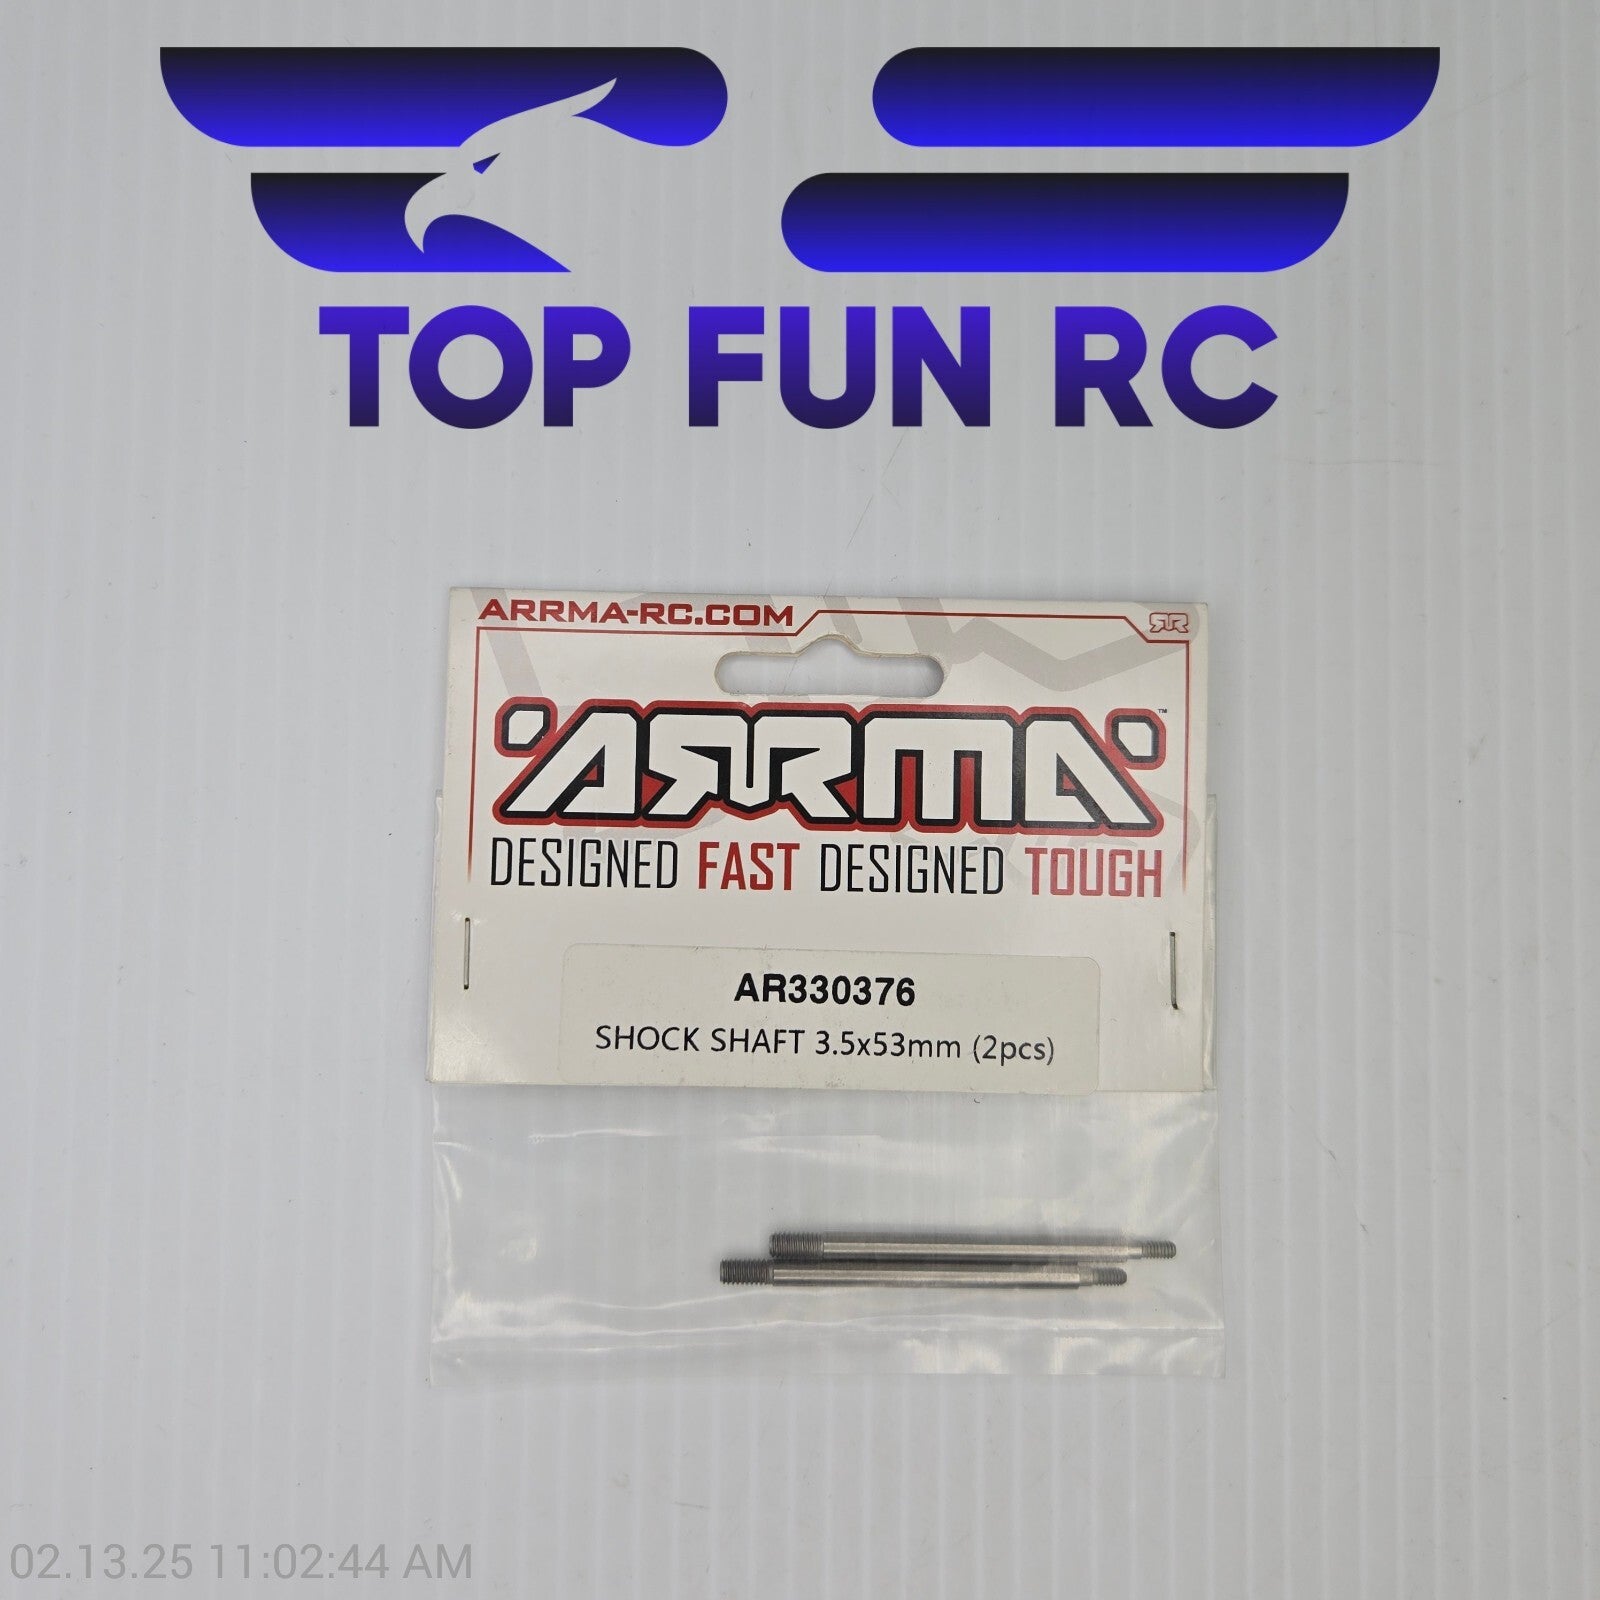 TOP FUN RC
ARRMA-RC.COM
ARRMA™
DESIGNED FAST DESIGNED TOUGH
AR330376
SHOCK SHAFT 3.5x53mm (2pcs)
02.13.25 11:02:44 AM